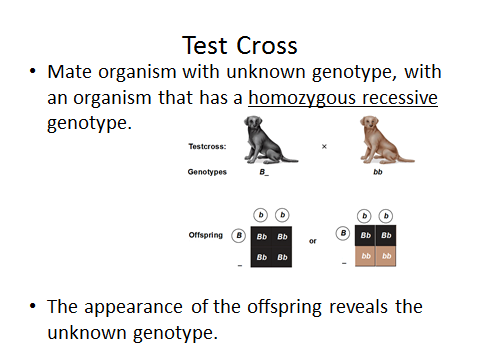 Test Cross
• Mate organism with unknown genotype, with
an organism that has a homozygous recessive
genotype.
Testcross: ×
Genotypes B_ bb
b b b b
Offspring B Bb Bb or B Bb Bb
_ Bb Bb _ bb bb
• The appearance of the offspring reveals the
unknown genotype.